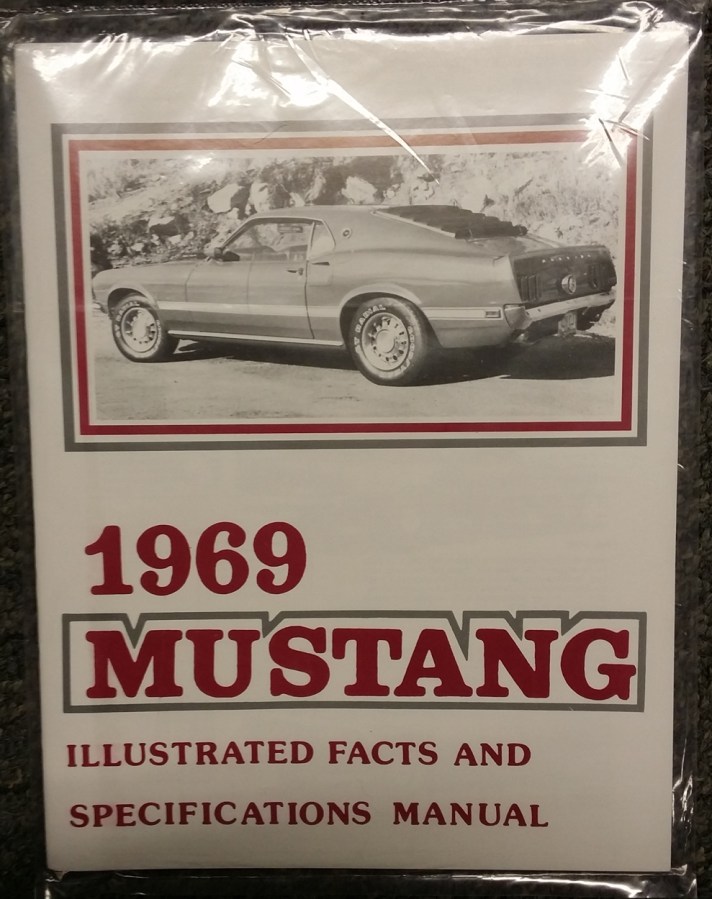 1969
MUSTANG
ILLUSTRATED FACTS AND
SPECIFICATIONS MANUAL